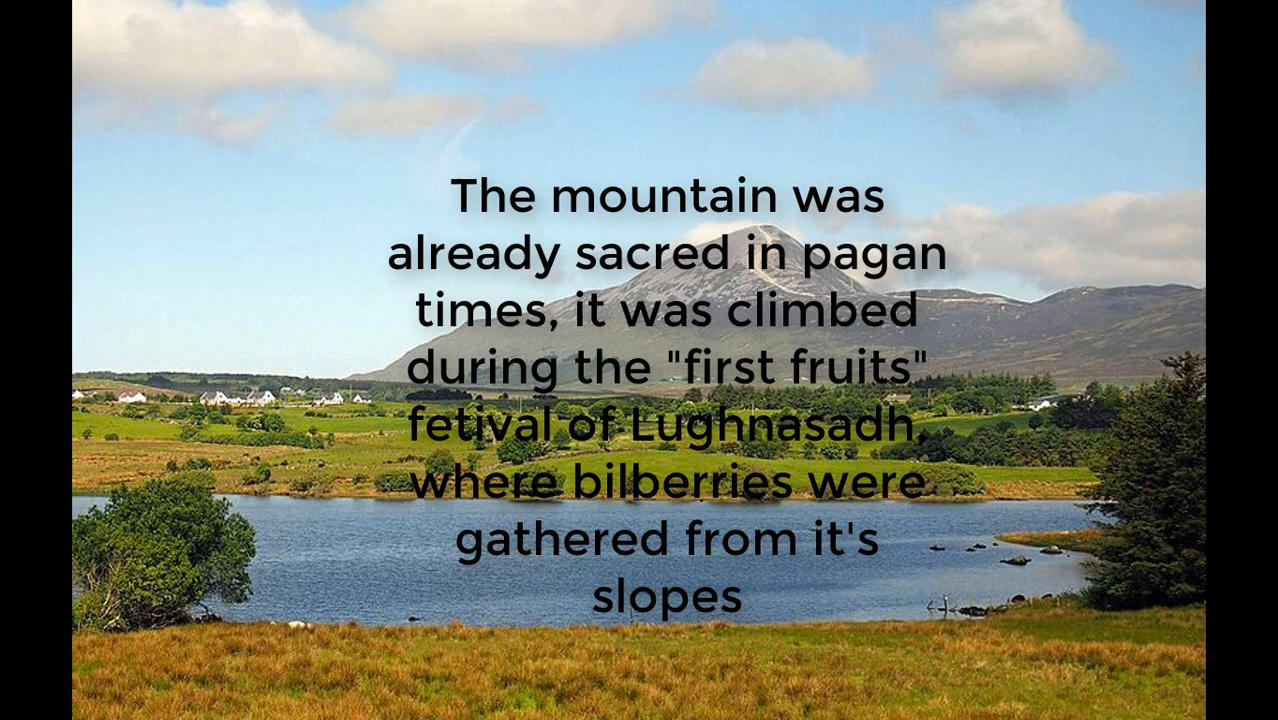 The mountain was
already sacred in pagan
times, it was climbed
during the "first fruits"
fetival of Lughnasadh,
where bilberries were
gathered from it's
slopes